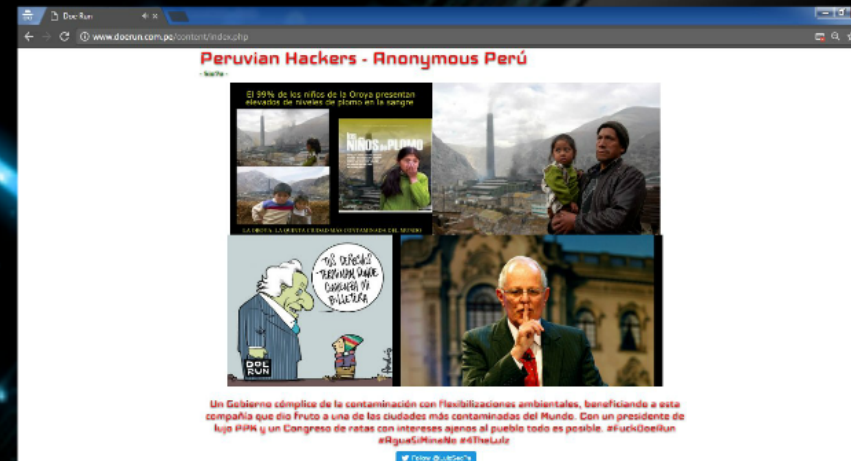 Doe Run
www.doerun.com.pe/content/index.php
Peruvian Hackers - Anonymous Perú
El 99% de los niños de la Oroya presentan
elevados de niveles de plomo en la sangre
los
NIÑOS del PLOMO
LA OROYA: LA QUINTA CIUDAD MAS CONTAMINADA DEL MUNDO
TUS DERECHOS
TERMINAN DONDE
COMIENZA MI
BILLETERA
DOE
RUN
Andrés
Un Gobierno cómplice de la contaminación con flexibilizaciones ambientales, beneficiando a esta
compañía que dio fruto a una de las ciudades más contaminadas del Mundo. Con un presidente de
lujo PPK y un Congreso de ratas con intereses ajenos al pueblo todo es posible. #FuckDoeRun
#AguaSiMinaNo #4TheLulz
Follow